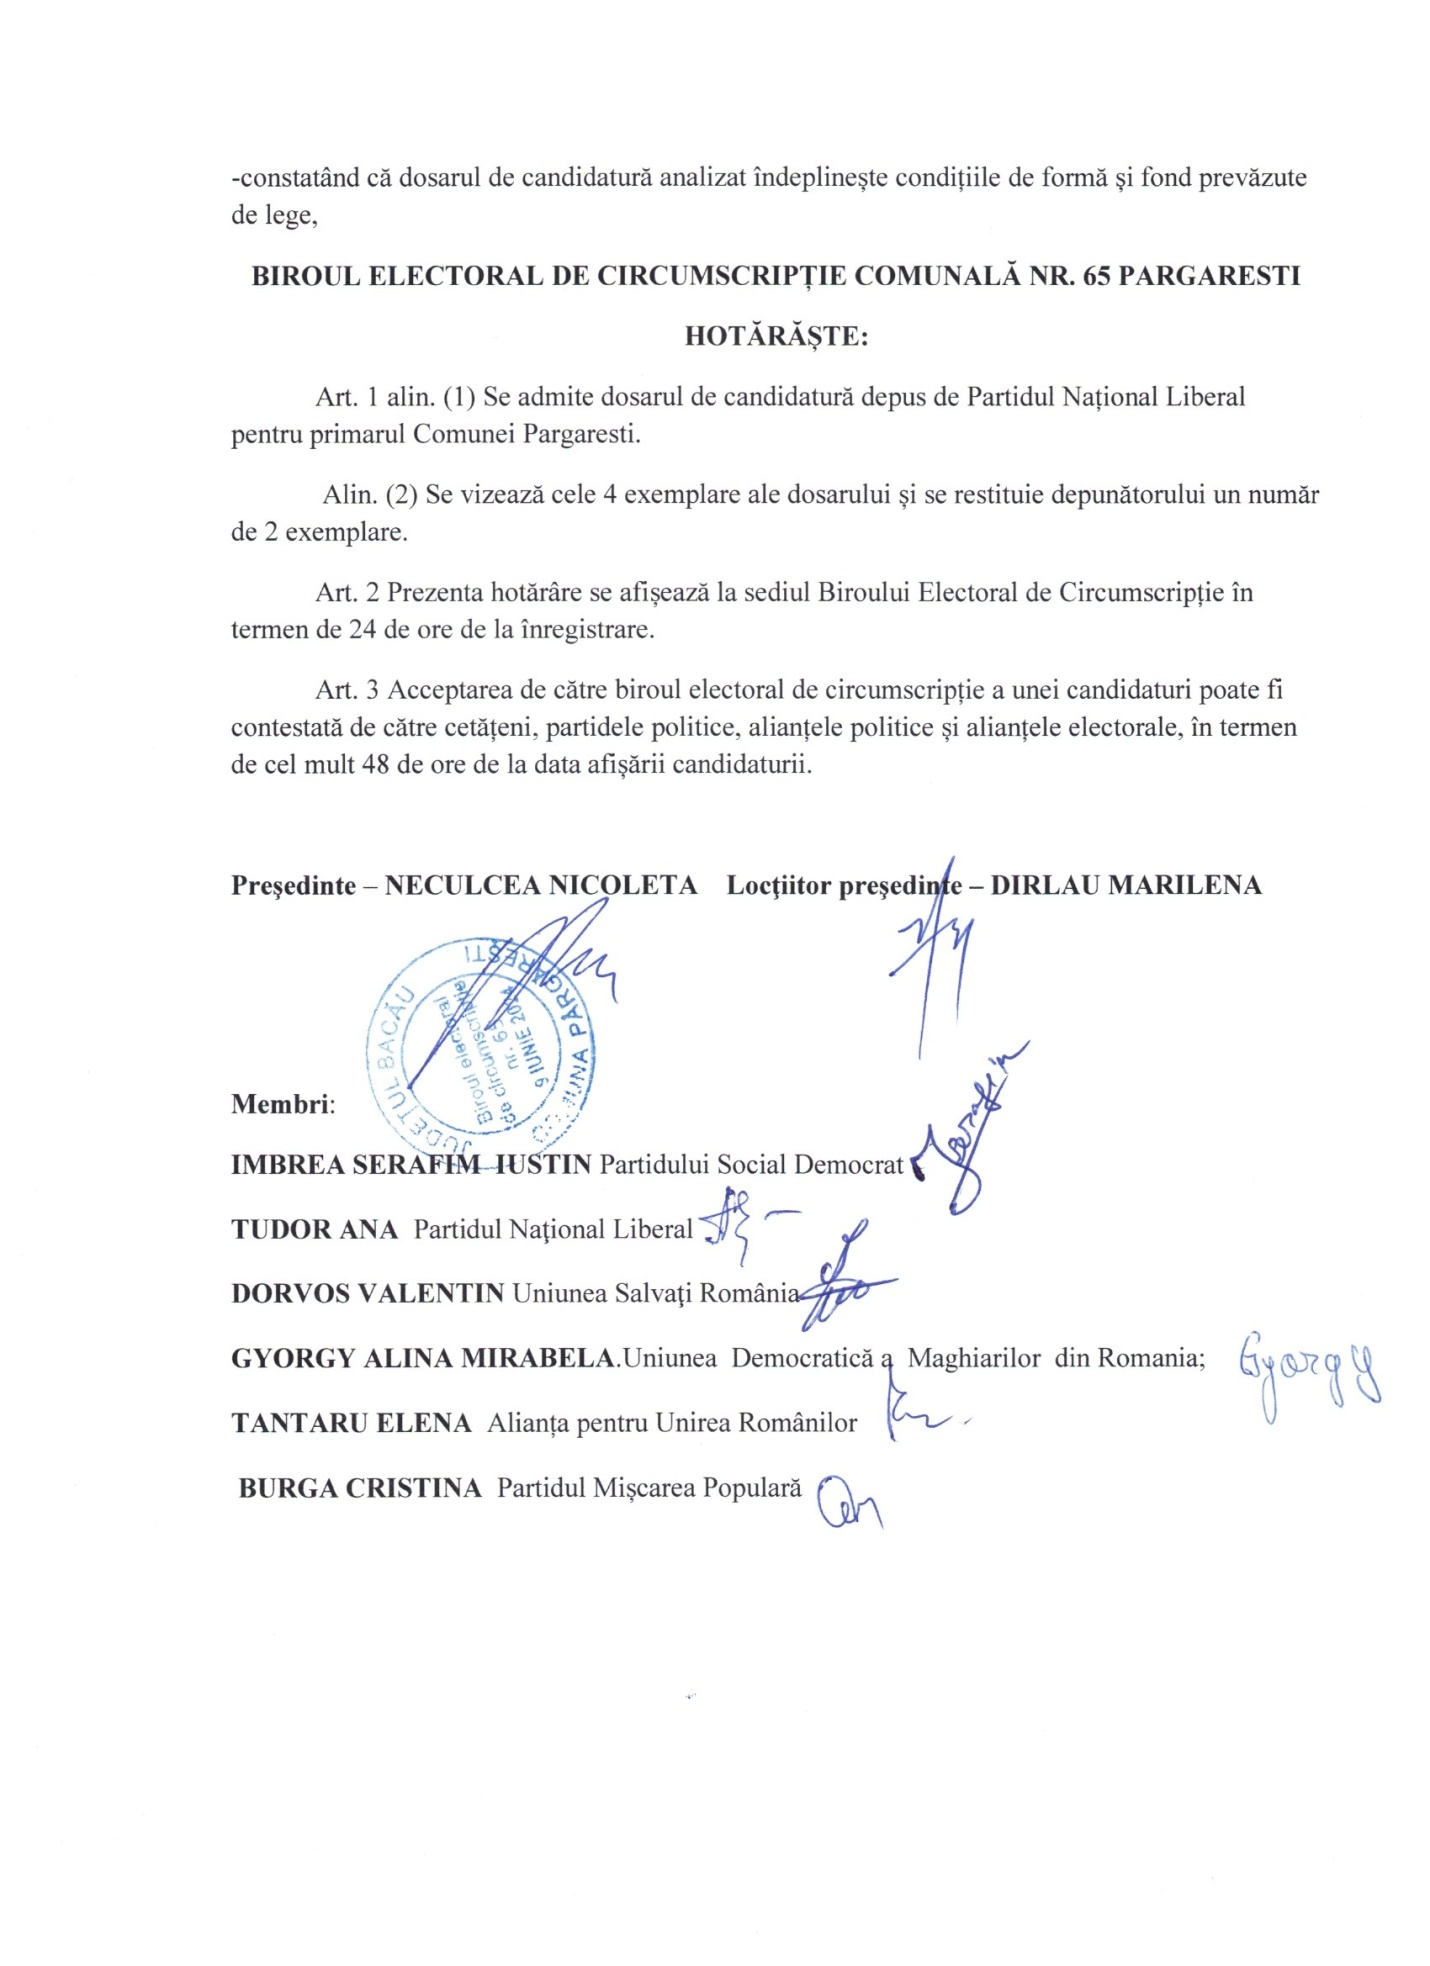 -constatând că dosarul de candidatură analizat îndeplinește condițiile de formă și fond prevăzute
de lege,
BIROUL ELECTORAL DE CIRCUMSCRIPȚIE COMUNALĂ NR. 65 PARGARESTI
HOTĂRĂȘTE:
Art. 1 alin. (1) Se admite dosarul de candidatură depus de Partidul Național Liberal
pentru primarul Comunei Pargaresti.
Alin. (2) Se vizează cele 4 exemplare ale dosarului și se restituie depunătorului un număr
de 2 exemplare.
Art. 2 Prezenta hotărâre se afișează la sediul Biroului Electoral de Circumscripție în
termen de 24 de ore de la înregistrare.
Art. 3 Acceptarea de către biroul electoral de circumscripție a unei candidaturi poate fi
contestată de către cetățeni, partidele politice, alianțele politice și alianțele electorale, în termen
de cel mult 48 de ore de la data afișării candidaturii.
Preşedinte – NECULCEA NICOLETA Locţiitor preşedinte – DIRLAU MARILENA
JUDEȚUL BACĂU
PARGARESTI
Biroul electoral
de circumscripție
nr. 65
9 IUNIE
Membri:
IMBREA SERAFIM IUSTIN Partidului Social Democrat
TUDOR ANA Partidul Naţional Liberal
DORVOS VALENTIN Uniunea Salvaţi România
GYORGY ALINA MIRABELA.Uniunea Democratică a Maghiarilor din Romania; Gyorgy
TANTARU ELENA Alianța pentru Unirea Românilor
BURGA CRISTINA Partidul Mișcarea Populară